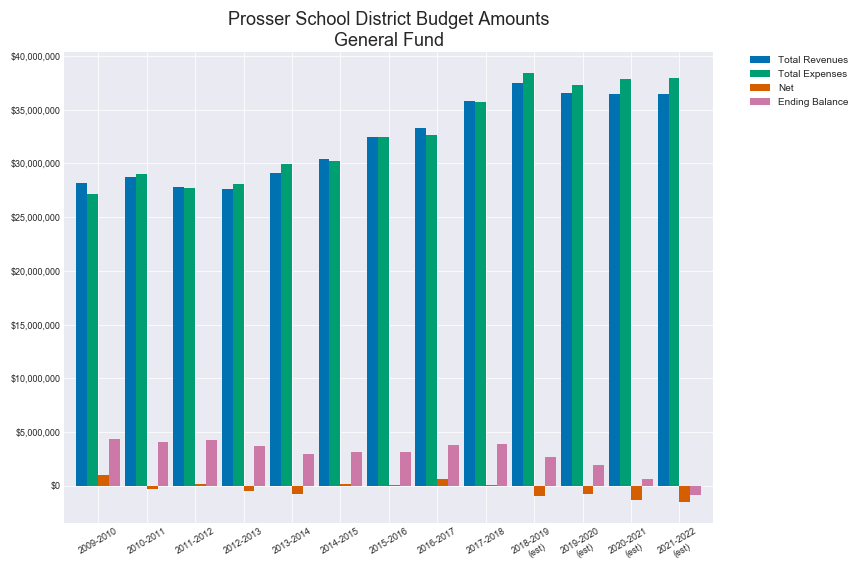 Prosser School District Budget Amounts
General Fund
Total Revenues
Total Expenses
Net
Ending Balance
$40,000,000
$35,000,000
$30,000,000
$25,000,000
$20,000,000
$15,000,000
$10,000,000
$5,000,000
$0
2009-2010
2010-2011
2011-2012
2012-2013
2013-2014
2014-2015
2015-2016
2016-2017
2017-2018
2018-2019
(est)
2019-2020
(est)
2020-2021
(est)
2021-2022
(est)